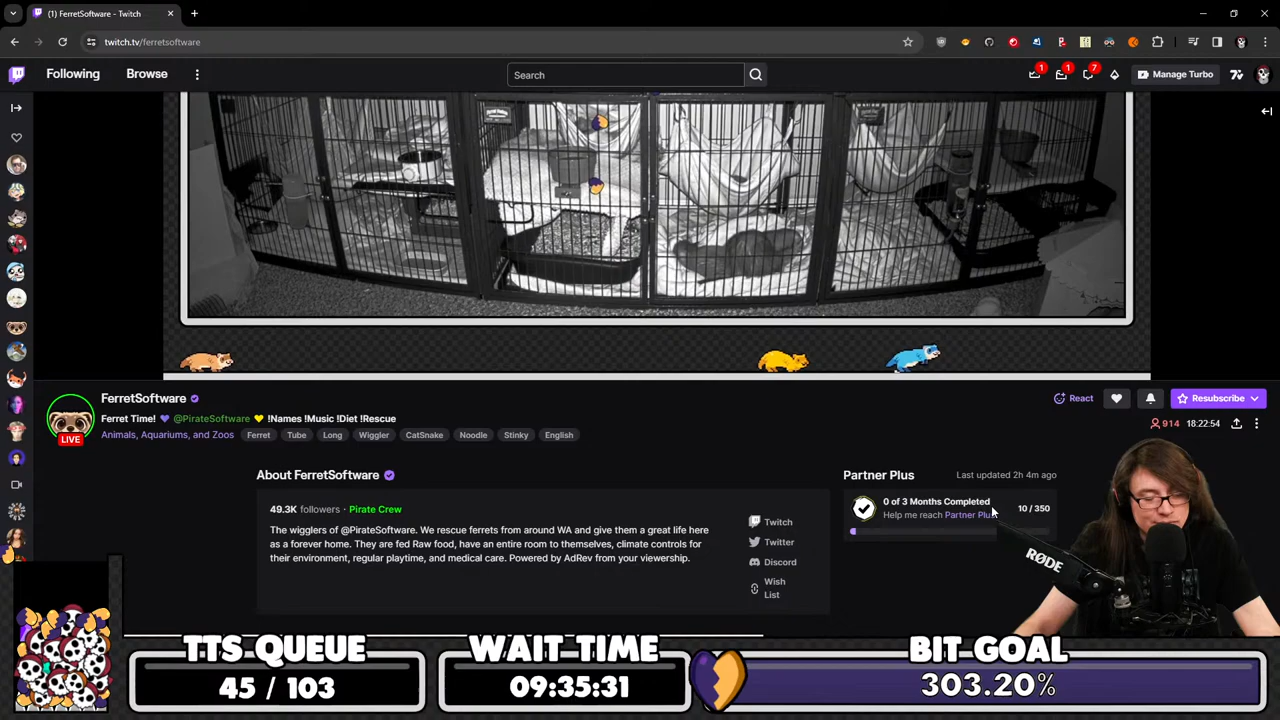 (1) FerretSoftware - Twitch
twitch.tv/ferretsoftware
Following
Browse
Search
1
1
7
Manage Turbo
FerretSoftware
React
Resubscribe
Ferret Time! 💜 @PirateSoftware 💛 !Names !Music !Diet !Rescue
Animals, Aquariums, and Zoos
Ferret
Tube
Long
Wiggler
CatSnake
Noodle
Stinky
English
LIVE
914
18:22:54
About FerretSoftware
49.3K followers · Pirate Crew
The wigglers of @PirateSoftware. We rescue ferrets from around WA and give them a great life here
as a forever home. They are fed Raw food, have an entire room to themselves, climate controls for
their environment, regular playtime, and medical care. Powered by AdRev from your viewership.
Twitch
Twitter
Discord
Wish
List
Partner Plus
Last updated 2h 4m ago
0 of 3 Months Completed
Help me reach Partner Plus
10 / 350
RØDE
TTS QUEUE
45 / 103
WAIT TIME
09:35:31
BIT GOAL
303.20%